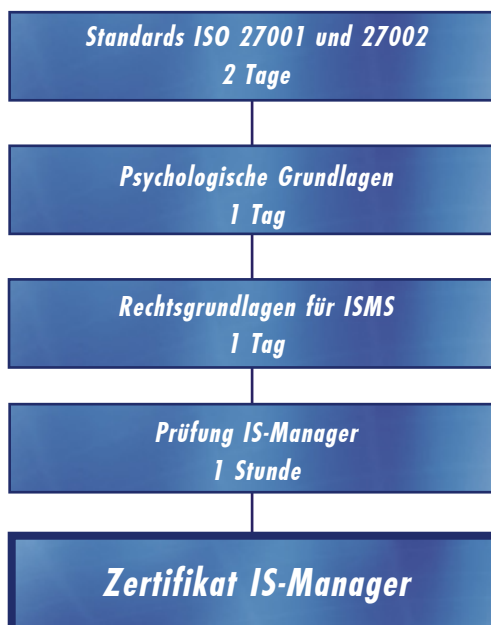 Standards ISO 27001 und 27002
2 Tage
Psychologische Grundlagen
1 Tag
Rechtsgrundlagen für ISMS
1 Tag
Prüfung IS-Manager
1 Stunde
Zertifikat IS-Manager